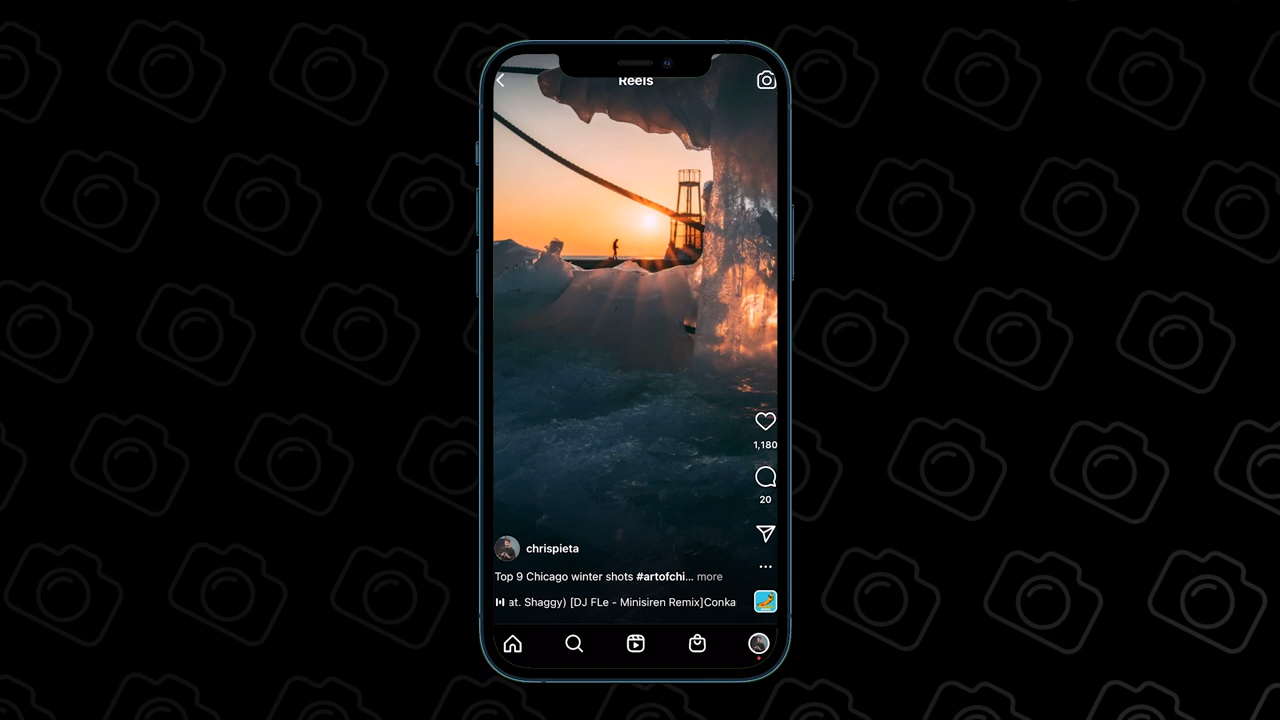 Reels
1,180
20
chrispieta
Top 9 Chicago winter shots #artofchi... more
at. Shaggy) [DJ FLe - Minisiren Remix]Conka